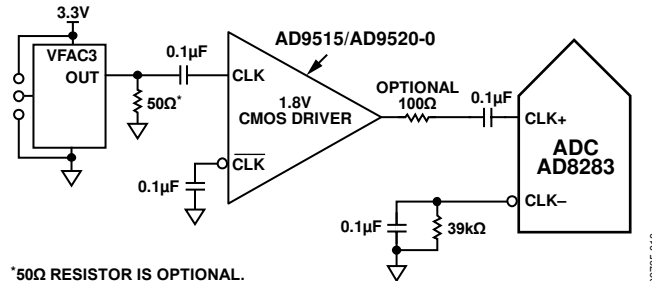 3.3V
VFAC3
OUT
0.1µF
50Ω*
AD9515/AD9520-0
CLK
1.8V
CMOS DRIVER
CLK
0.1µF
OPTIONAL
100Ω
0.1µF
CLK+
ADC
AD8283
CLK–
0.1µF
39kΩ
*50Ω RESISTOR IS OPTIONAL.